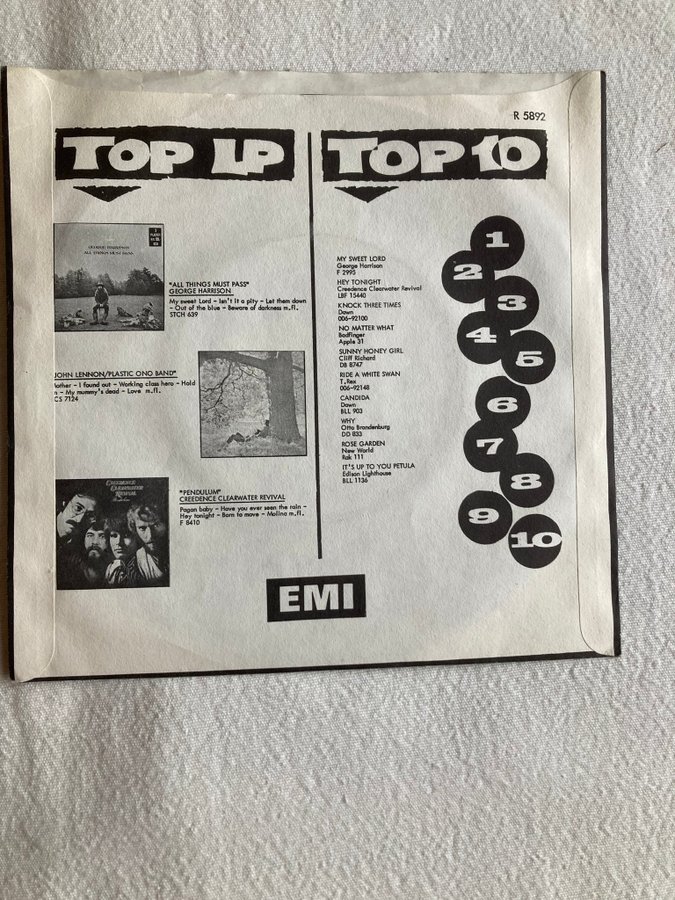 R 5892
TOP LP
"ALL THINGS MUST PASS"
GEORGE HARRISON
My sweet Lord – Isn't it a pity – Let them down
– Out of the blue – Beware of darkness m.fl.
STCH 639
JOHN LENNON/PLASTIC ONO BAND"
other – I found out – Working class hero – Hold
n – My mummy's dead – Love m.fl.
CS 7124
CREEDENCE
CLEARWATER
REVIVAL
"PENDULUM"
CREEDENCE CLEARWATER REVIVAL
Pagan baby – Have you ever seen the rain –
Hey tonight – Born to move – Molina m.fl.
F 8410
TOP 10
MY SWEET LORD
George Harrison
F 2995
HEY TONIGHT
Creedence Clearwater Revival
LBF 15440
KNOCK THREE TIMES
Dawn
006-92100
NO MATTER WHAT
Badfinger
Apple 31
SUNNY HONEY GIRL
Cliff Richard
DB 8747
RIDE A WHITE SWAN
T. Rex
006-92148
CANDIDA
Dawn
BLL 903
WHY
Otto Brandenburg
DD 833
ROSE GARDEN
New World
Rak 111
IT'S UP TO YOU PETULA
Edison Lighthouse
BLL 1136
1
2
3
4
5
6
7
8
9
10
EMI